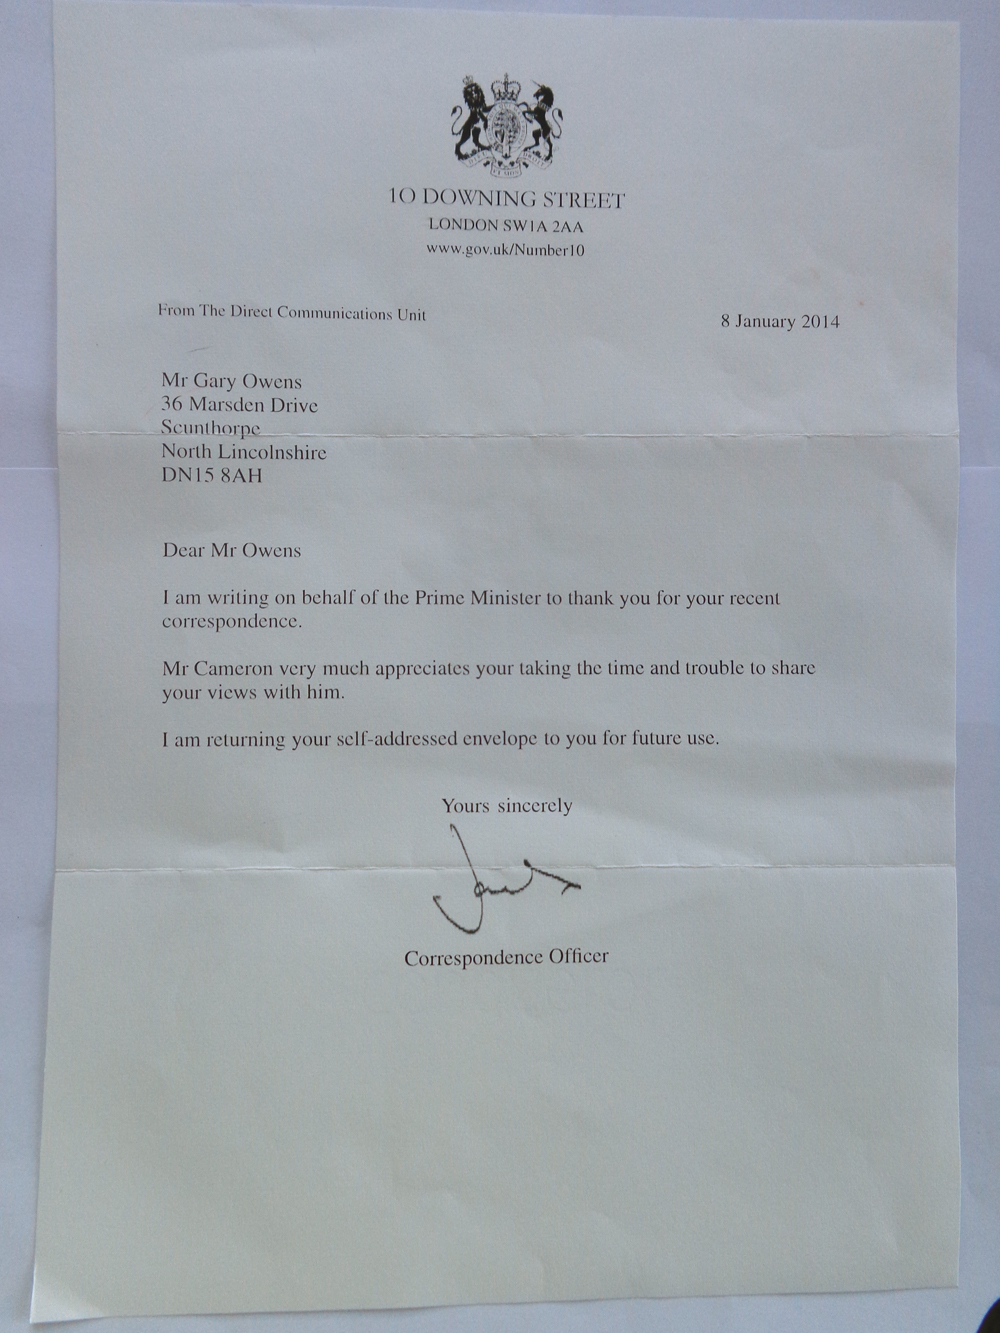 10 DOWNING STREET
LONDON SW1A 2AA
www.gov.uk/Number10
From The Direct Communications Unit
8 January 2014
Mr Gary Owens
36 Marsden Drive
Scunthorpe
North Lincolnshire
DN15 8AH
Dear Mr Owens
I am writing on behalf of the Prime Minister to thank you for your recent
correspondence.
Mr Cameron very much appreciates your taking the time and trouble to share
your views with him.
I am returning your self-addressed envelope to you for future use.
Yours sincerely
Correspondence Officer